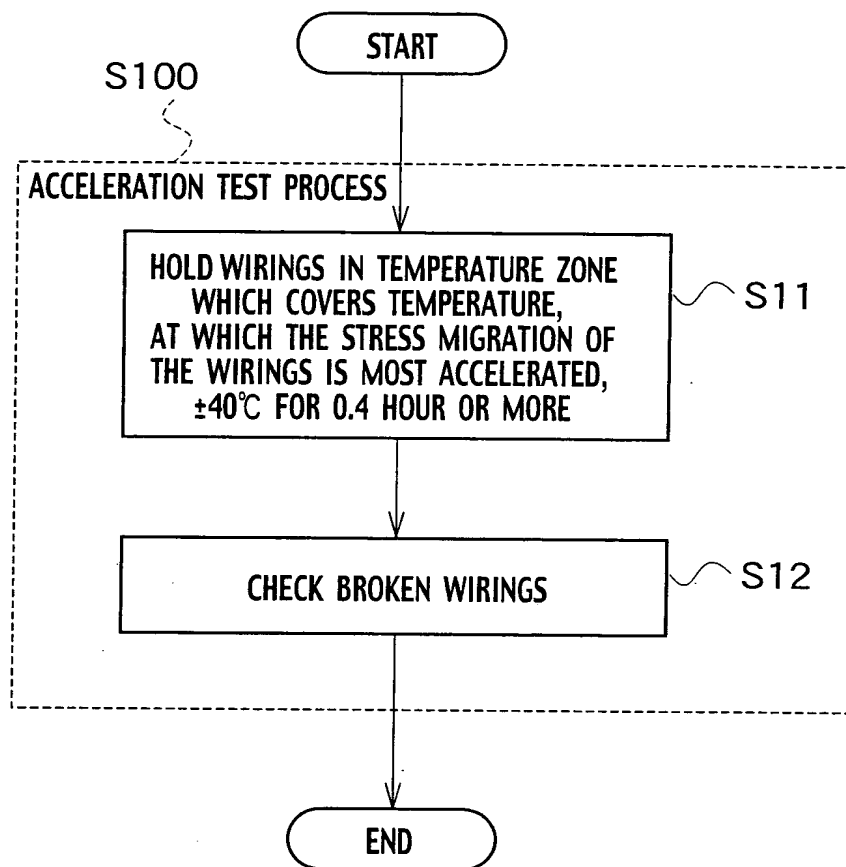 START
S100
ACCELERATION TEST PROCESS
HOLD WIRINGS IN TEMPERATURE ZONE
WHICH COVERS TEMPERATURE,
AT WHICH THE STRESS MIGRATION OF
THE WIRINGS IS MOST ACCELERATED,
±40℃ FOR 0.4 HOUR OR MORE
S11
CHECK BROKEN WIRINGS
S12
END